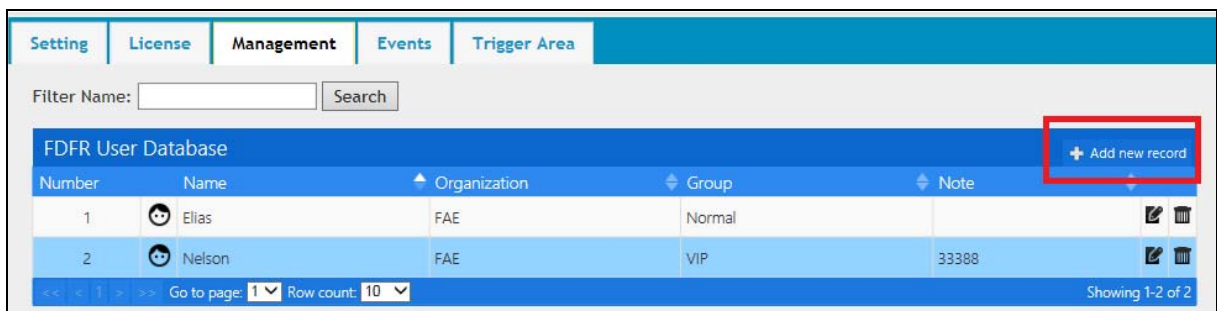 Setting License Management Events Trigger Area
Filter Name: Search
FDFR User Database + Add new record
Number Name Organization Group Note
1 Elias FAE Normal
2 Nelson FAE VIP 33388
<< < 1 > >> Go to page: 1 Row count: 10 Showing 1-2 of 2